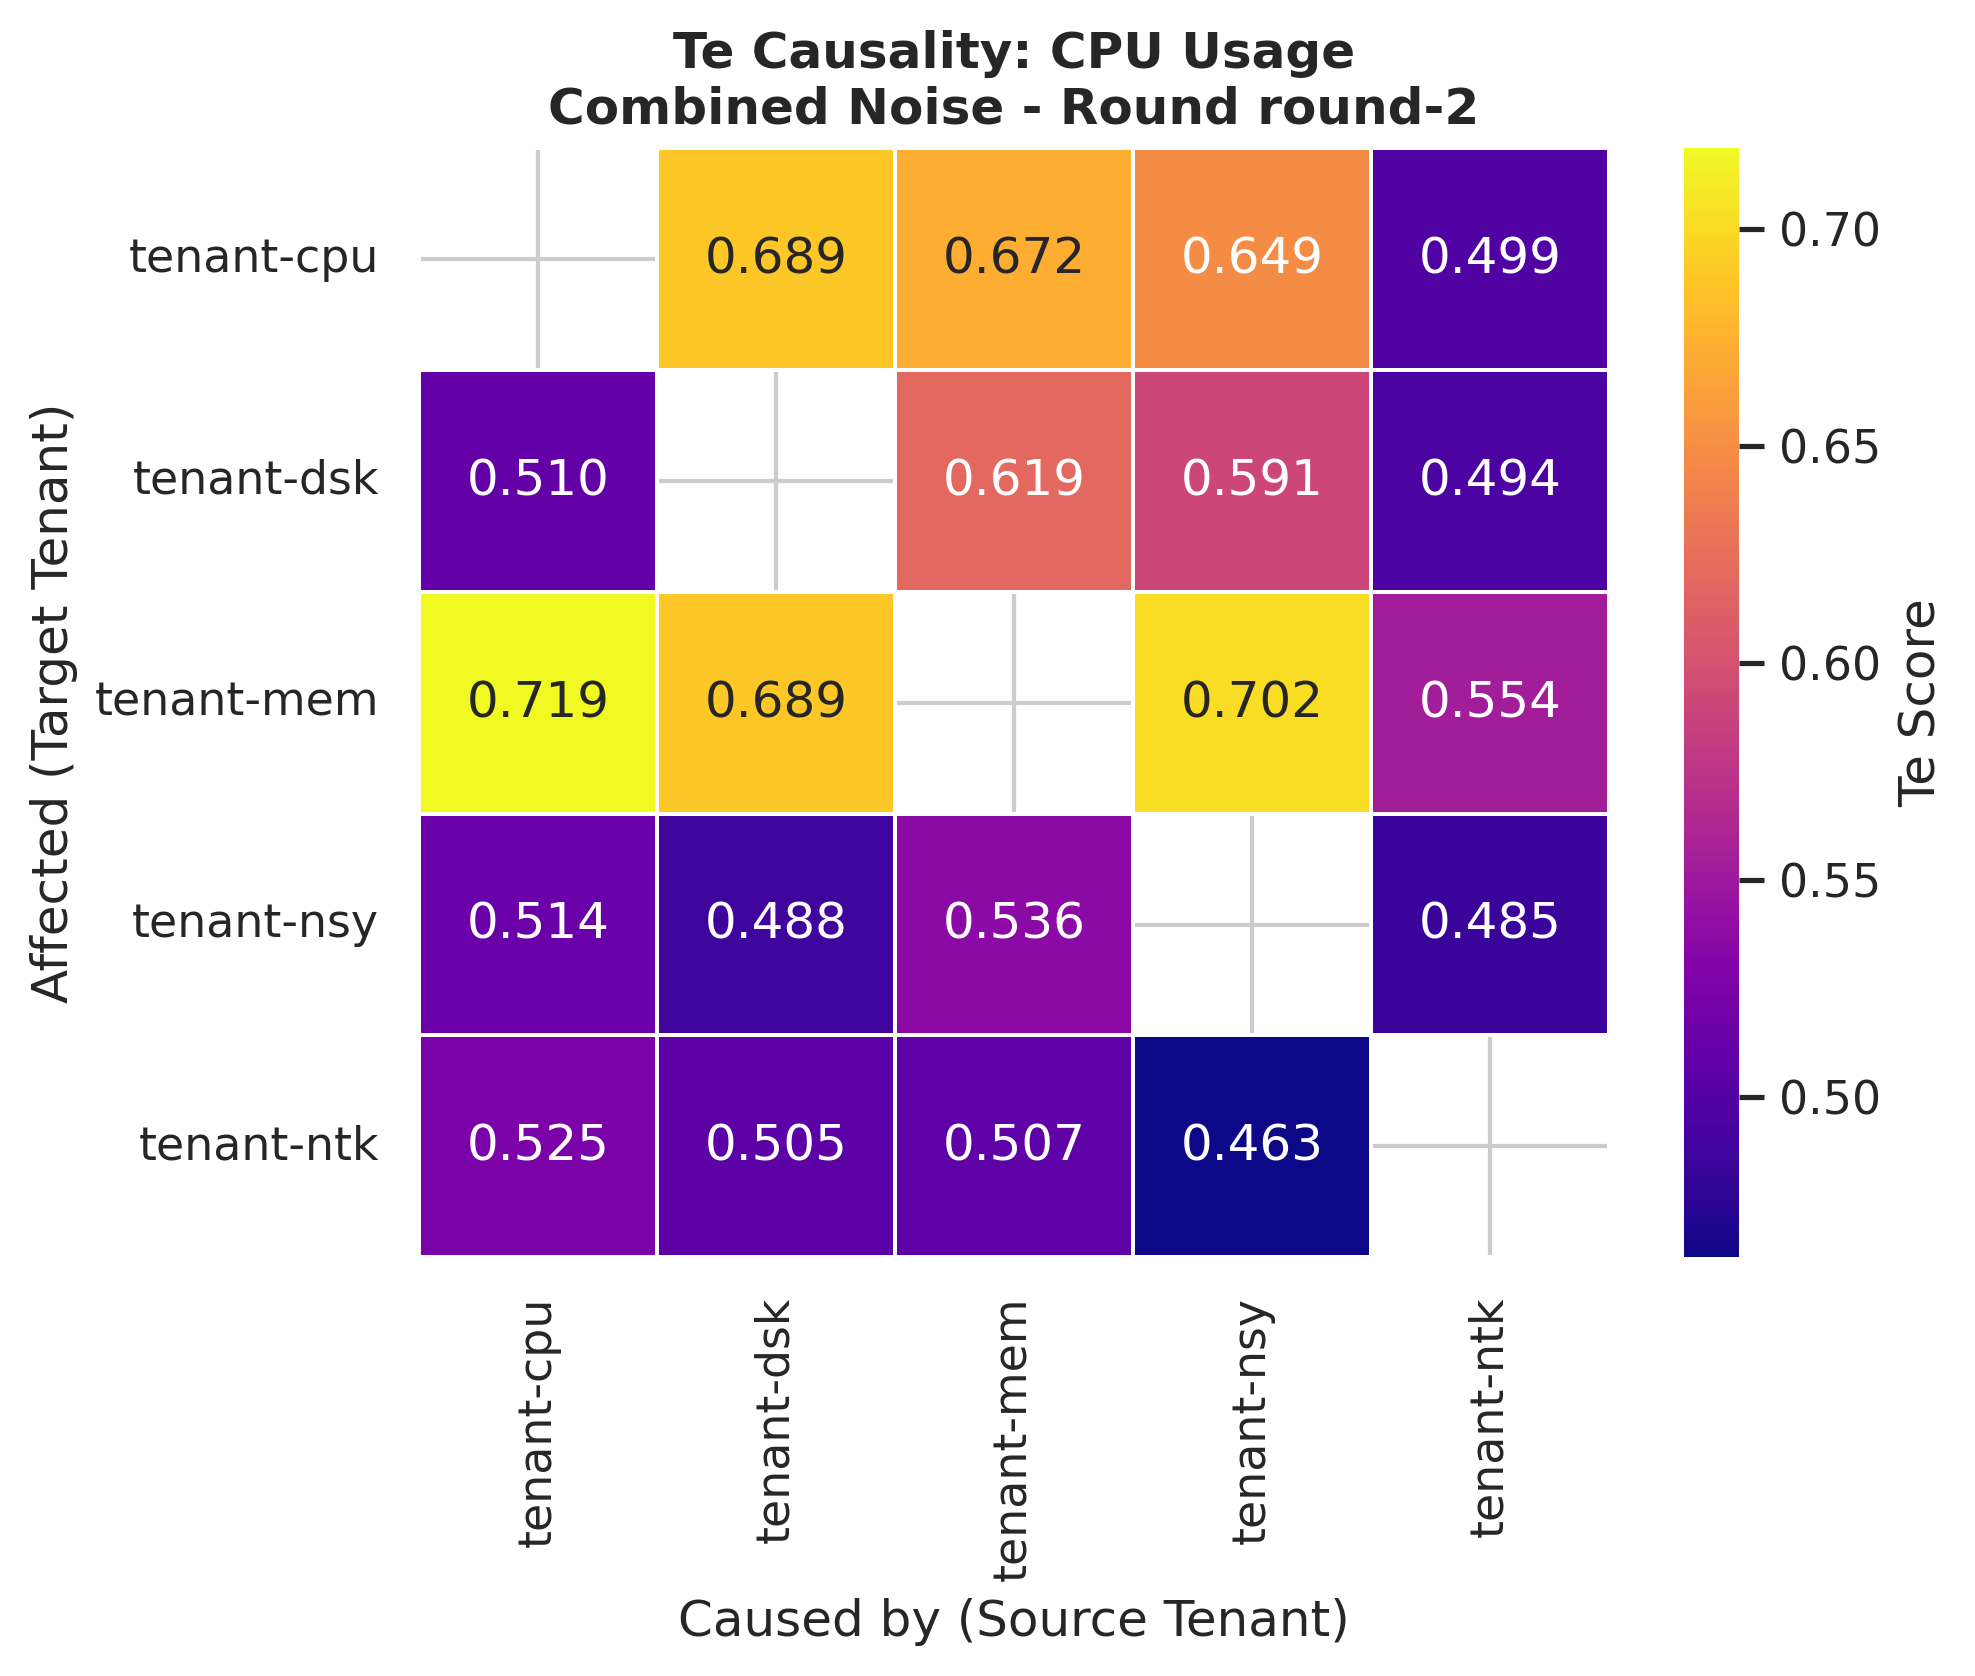 Te Causality: CPU Usage
Combined Noise - Round round-2
Affected (Target Tenant)
tenant-cpu 0.689 0.672 0.649 0.499
tenant-dsk 0.510 0.619 0.591 0.494
tenant-mem 0.719 0.689 0.702 0.554
tenant-nsy 0.514 0.488 0.536 0.485
tenant-ntk 0.525 0.505 0.507 0.463
tenant-cpu tenant-dsk tenant-mem tenant-nsy tenant-ntk
Caused by (Source Tenant)
0.70
0.65
0.60
0.55
0.50
Te Score